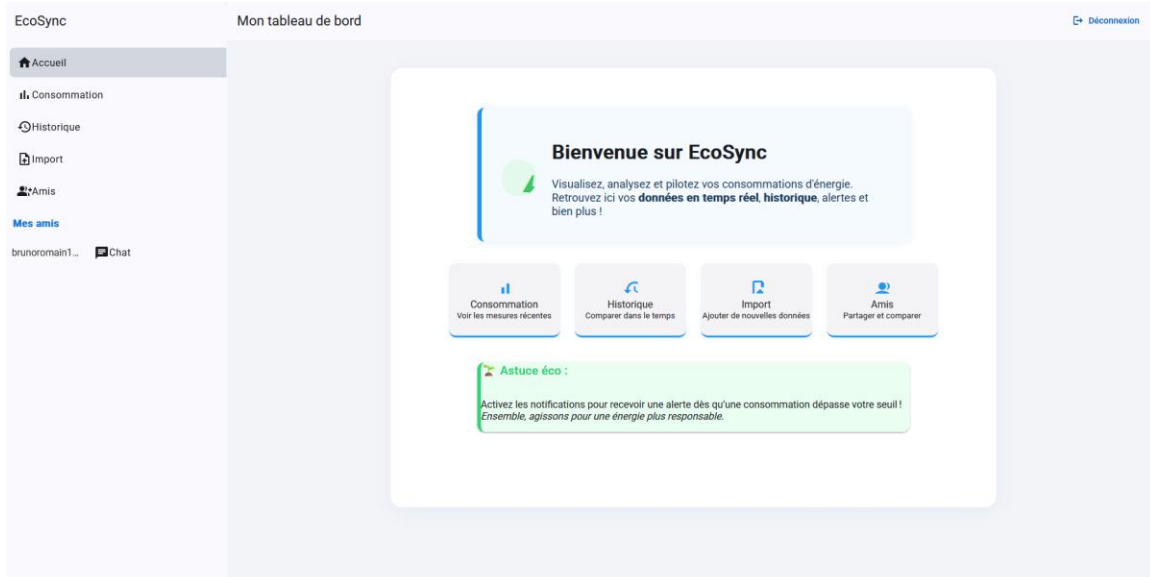 EcoSync
Mon tableau de bord
Déconnexion
Accueil
Consommation
Historique
Import
Amis
Mes amis
brunoromain1...
Chat
Bienvenue sur EcoSync
Visualisez, analysez et pilotez vos consommations d'énergie.
Retrouvez ici vos données en temps réel, historique, alertes et
bien plus !
Consommation
Voir les mesures récentes
Historique
Comparer dans le temps
Import
Ajouter de nouvelles données
Amis
Partager et comparer
Astuce éco :
Activez les notifications pour recevoir une alerte dès qu'une consommation dépasse votre seuil !
Ensemble, agissons pour une énergie plus responsable.